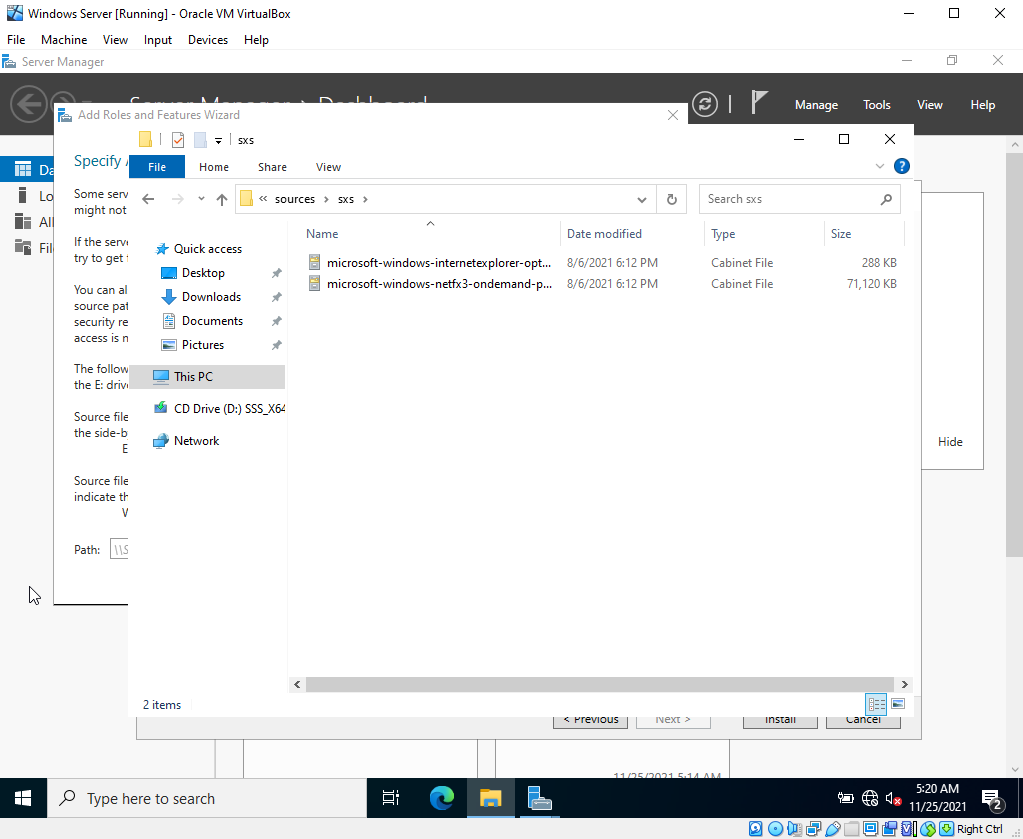 Windows Server [Running] - Oracle VM VirtualBox
File Machine View Input Devices Help
Server Manager
Server Manager Dashboard
Manage Tools View Help
Add Roles and Features Wizard
sxs
Specify
File Home Share View
Some serv
might not
sources sxs
Search sxs
If the serve
try to get
You can al
source pat
security re
access is n
The follow
the E: drive
Source file
the side-b
E
Source file
indicate th
Path:
Quick access
Desktop
Downloads
Documents
Pictures
This PC
CD Drive (D:) SSS_X64
Network
Name Date modified Type Size
microsoft-windows-internetexplorer-opt... 8/6/2021 6:12 PM Cabinet File 288 KB
microsoft-windows-netfx3-ondemand-p... 8/6/2021 6:12 PM Cabinet File 71,120 KB
Hide
2 items
< Previous Next > Install Cancel
11/25/2021 5:14 AM
Type here to search
5:20 AM
11/25/2021
2
Right Ctrl